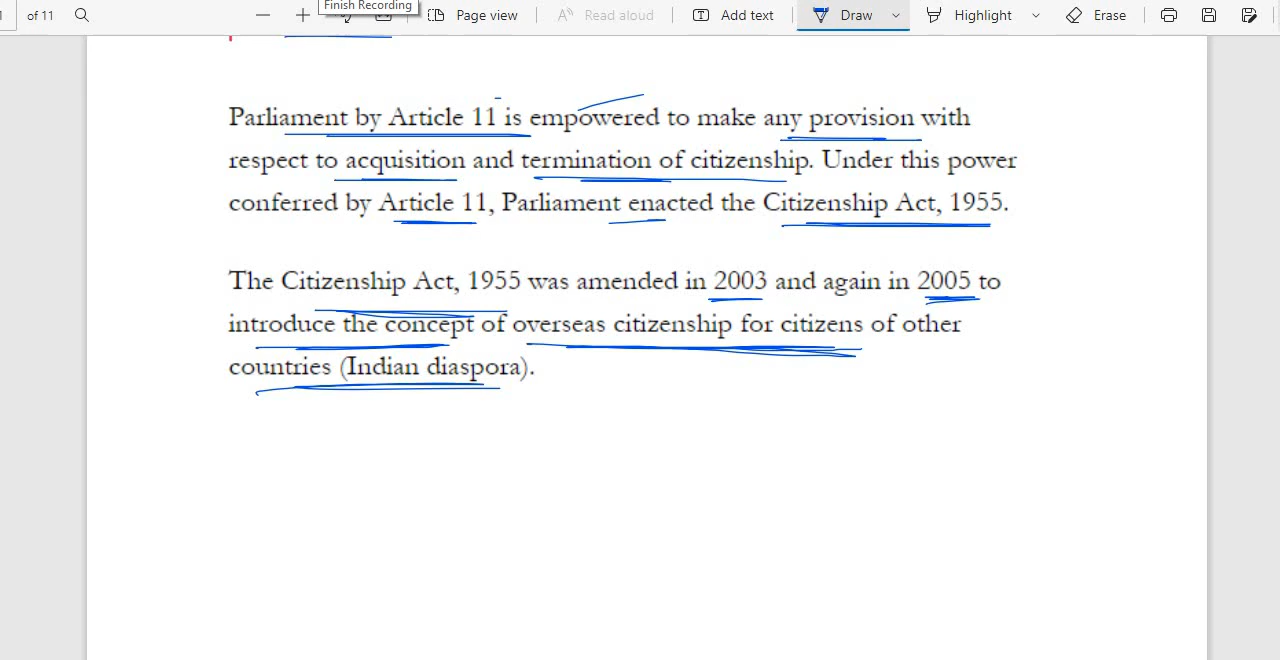 of 11 Finish Recording Page view Read aloud Add text Draw Highlight Erase
Parliament by Article 11 is empowered to make any provision with
respect to acquisition and termination of citizenship. Under this power
conferred by Article 11, Parliament enacted the Citizenship Act, 1955.
The Citizenship Act, 1955 was amended in 2003 and again in 2005 to
introduce the concept of overseas citizenship for citizens of other
countries (Indian diaspora).